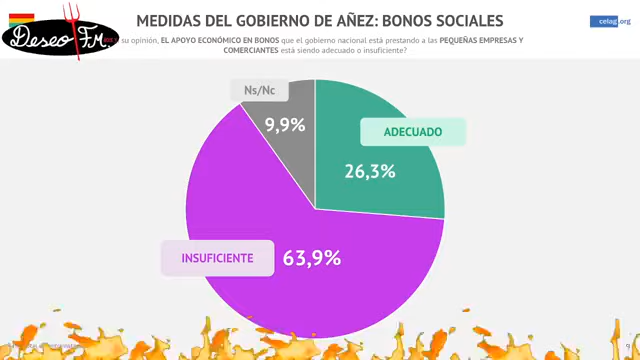 MEDIDAS DEL GOBIERNO DE AÑEZ: BONOS SOCIALES
celag.org
Deseo F.M.
su opinión, EL APOYO ECONÓMICO EN BONOS que el gobierno nacional está prestando a las PEQUEÑAS EMPRESAS Y
COMERCIANTES está siendo adecuado o insuficiente?
Ns/Nc
9,9%
ADECUADO
26,3%
INSUFICIENTE
63,9%
9